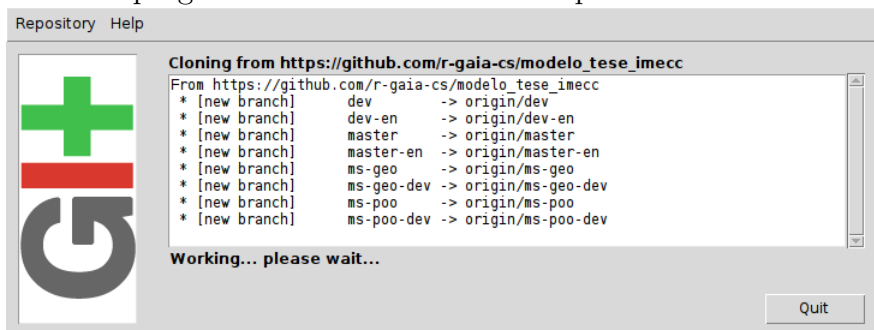 Repository Help
Cloning from https://github.com/r-gaia-cs/modelo_tese_imecc
From https://github.com/r-gaia-cs/modelo_tese_imecc
* [new branch] dev -> origin/dev
* [new branch] dev-en -> origin/dev-en
* [new branch] master -> origin/master
* [new branch] master-en -> origin/master-en
* [new branch] ms-geo -> origin/ms-geo
* [new branch] ms-geo-dev -> origin/ms-geo-dev
* [new branch] ms-poo -> origin/ms-poo
* [new branch] ms-poo-dev -> origin/ms-poo-dev
Working... please wait...
Quit
GIt